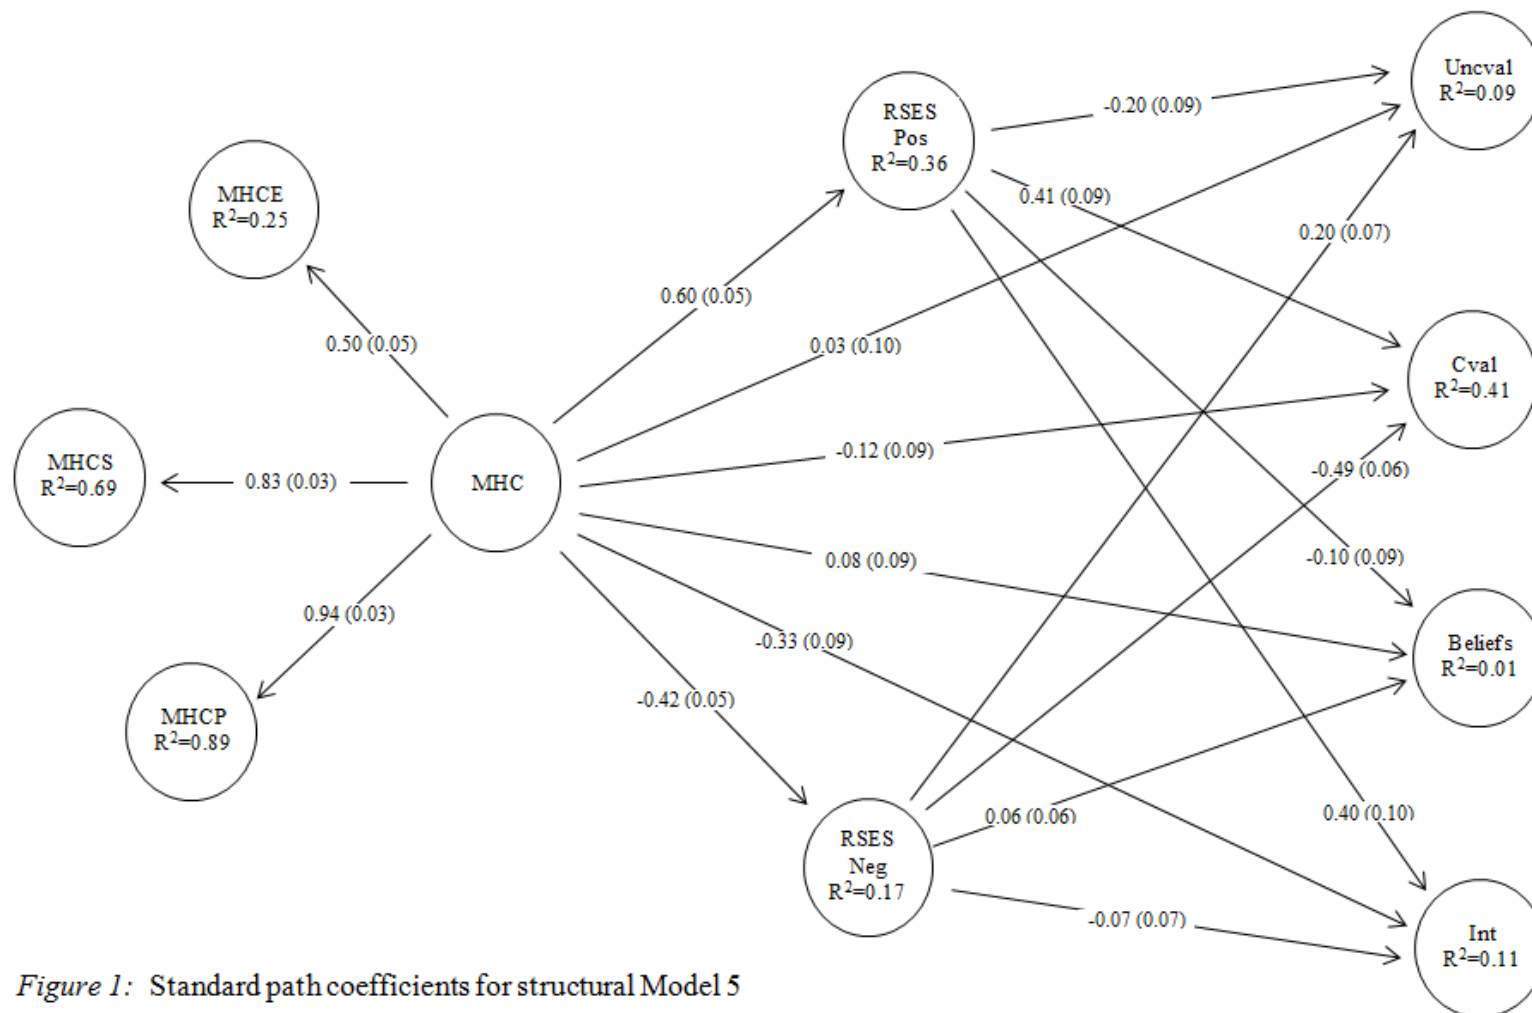 Uncval
R²=0.09
RSES
Pos
R²=0.36
-0.20 (0.09)
MHCE
R²=0.25
0.41 (0.09)
0.20 (0.07)
0.60 (0.05)
0.50 (0.05)
0.03 (0.10)
Cval
R²=0.41
-0.12 (0.09)
MHCS
R²=0.69
0.83 (0.03)
MHC
-0.49 (0.06)
0.08 (0.09)
-0.10 (0.09)
0.94 (0.03)
-0.33 (0.09)
Beliefs
R²=0.01
-0.42 (0.05)
MHCP
R²=0.89
0.06 (0.06)
0.40 (0.10)
RSES
Neg
R²=0.17
-0.07 (0.07)
Int
R²=0.11
Figure 1: Standard path coefficients for structural Model 5